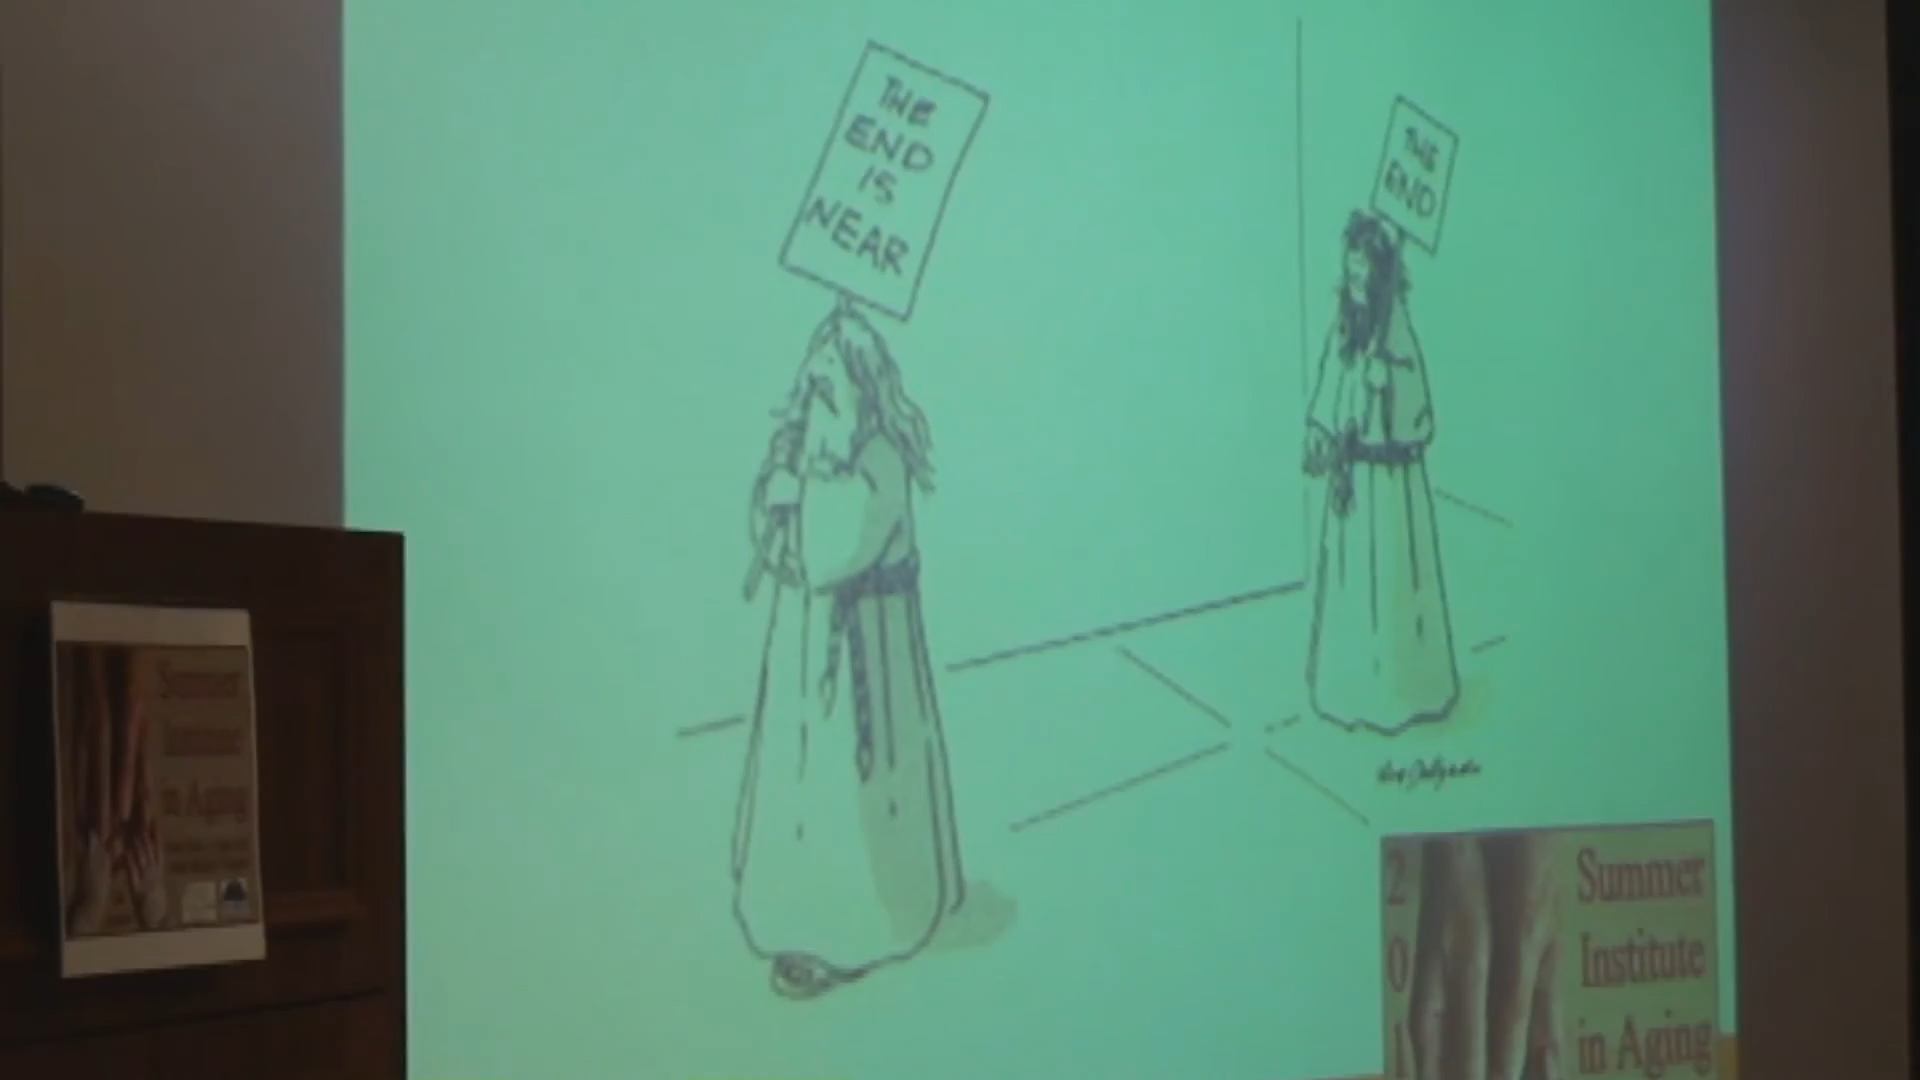 THE
END
IS
NEAR
THE
END
2 Summer
0 Institute
1 in Aging
Summer
Institute
in Aging